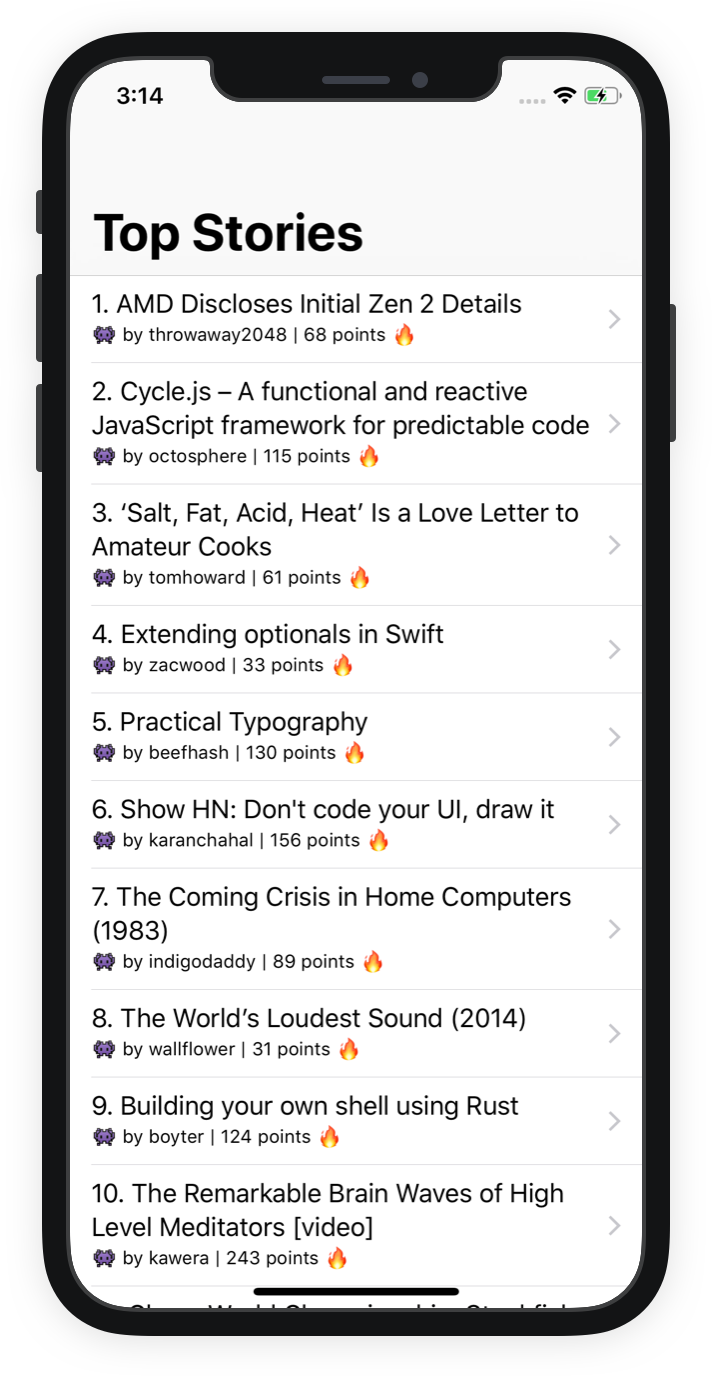 3:14
Top Stories
1. AMD Discloses Initial Zen 2 Details
👾 by throwaway2048 | 68 points 🔥
2. Cycle.js – A functional and reactive
JavaScript framework for predictable code
👾 by octosphere | 115 points 🔥
3. ‘Salt, Fat, Acid, Heat’ Is a Love Letter to
Amateur Cooks
👾 by tomhoward | 61 points 🔥
4. Extending optionals in Swift
👾 by zacwood | 33 points 🔥
5. Practical Typography
👾 by beefhash | 130 points 🔥
6. Show HN: Don't code your UI, draw it
👾 by karanchahal | 156 points 🔥
7. The Coming Crisis in Home Computers
(1983)
👾 by indigodaddy | 89 points 🔥
8. The World’s Loudest Sound (2014)
👾 by wallflower | 31 points 🔥
9. Building your own shell using Rust
👾 by boyter | 124 points 🔥
10. The Remarkable Brain Waves of High
Level Meditators [video]
👾 by kawera | 243 points 🔥